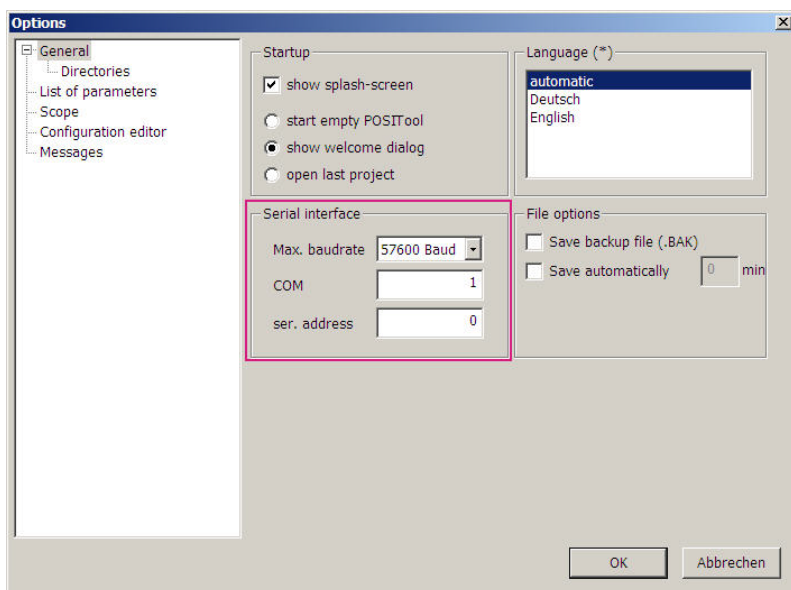 Options
General
Directories
List of parameters
Scope
Configuration editor
Messages
Startup
show splash-screen
start empty POSITool
show welcome dialog
open last project
Language (*)
automatic
Deutsch
English
Serial interface
Max. baudrate 57600 Baud
COM 1
ser. address 0
File options
Save backup file (.BAK)
Save automatically 0 min
OK Abbrechen